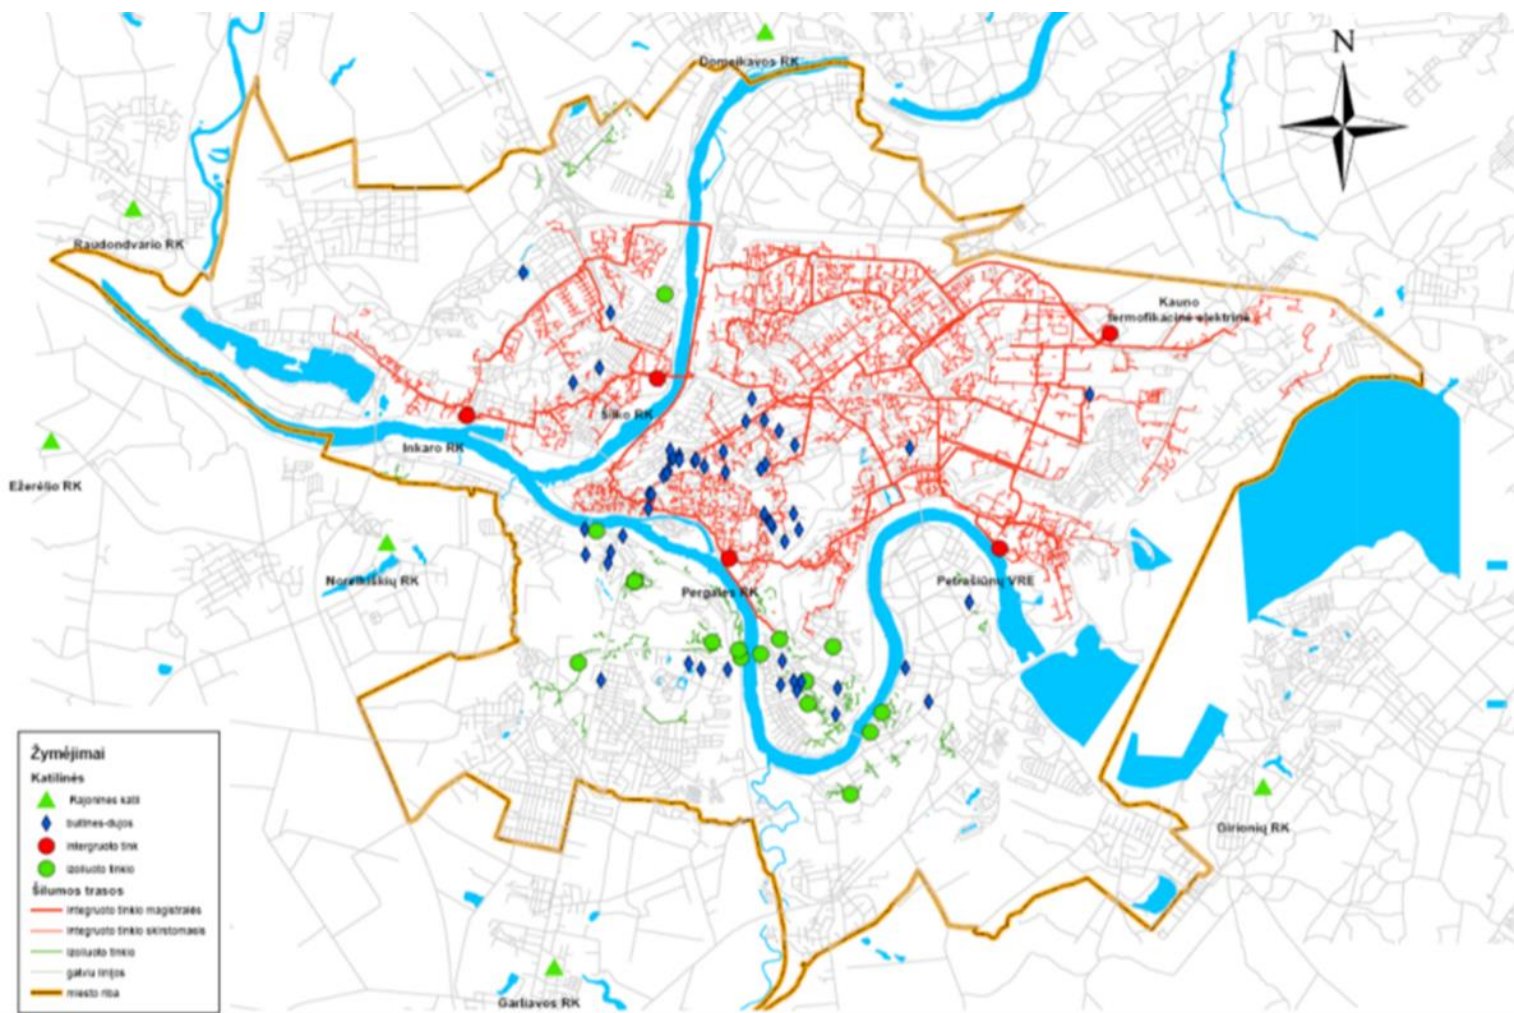 N
Domeikavos RK
Raudondvario RK
Kauno
termofikacinė elektrinė
Šilko RK
Inkaro RK
Ežerėlio RK
Noreikiškių RK
Pergalės RK
Petrašiūnų VRE
Girionių RK
Garliavos RK
Žymėjimai
Katilinės
Rajoninės katil
buitines-dujos
intergruoto tink
izoliuoto tinklo
Šilumos trasos
integruoto tinklo magistralės
integruoto tinklo skirstomasis
izoliuoto tinklo
gatvių linijos
miesto riba